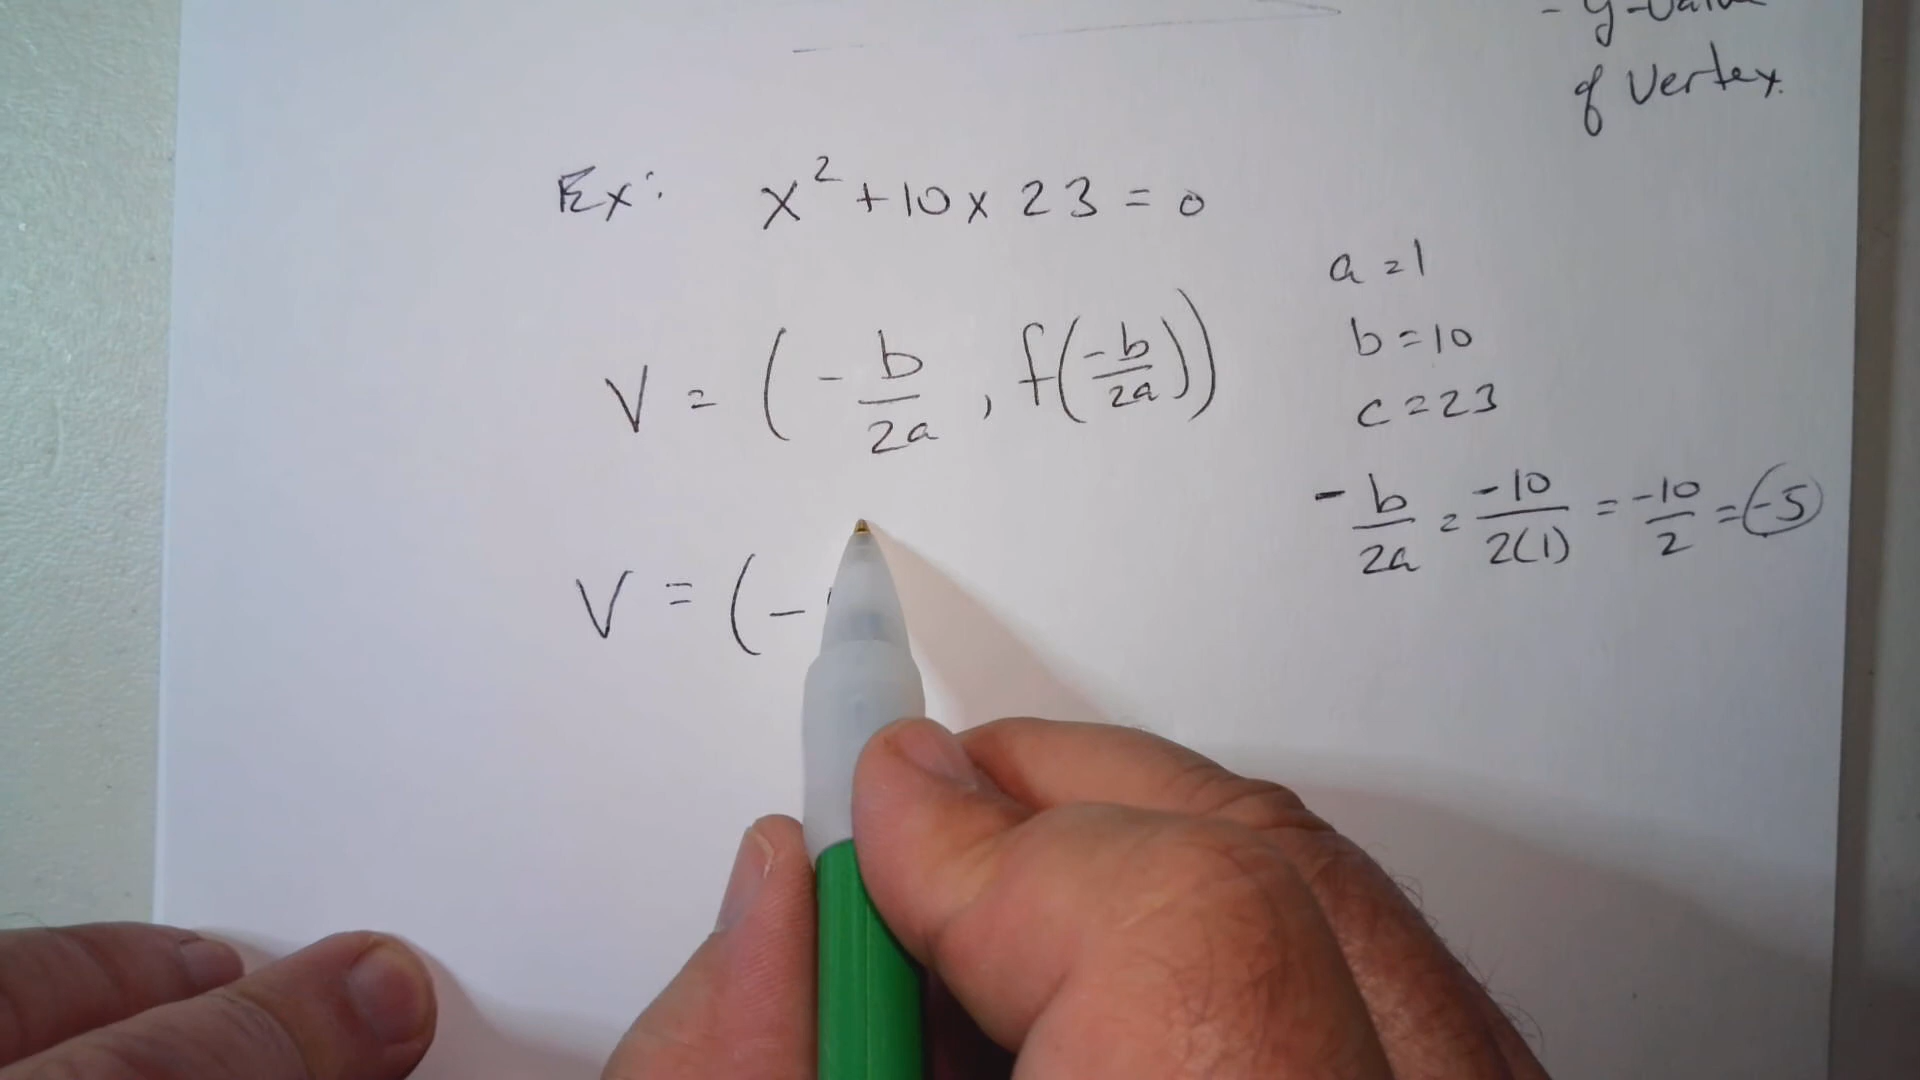 - y-value
of Vertex.
Ex: x² + 10x 23 = 0
a = 1
V = (-b/2a, f(-b/2a))
b = 10
c = 23
-b/2a = -10/2(1) = -10/2 = -5
V = (-